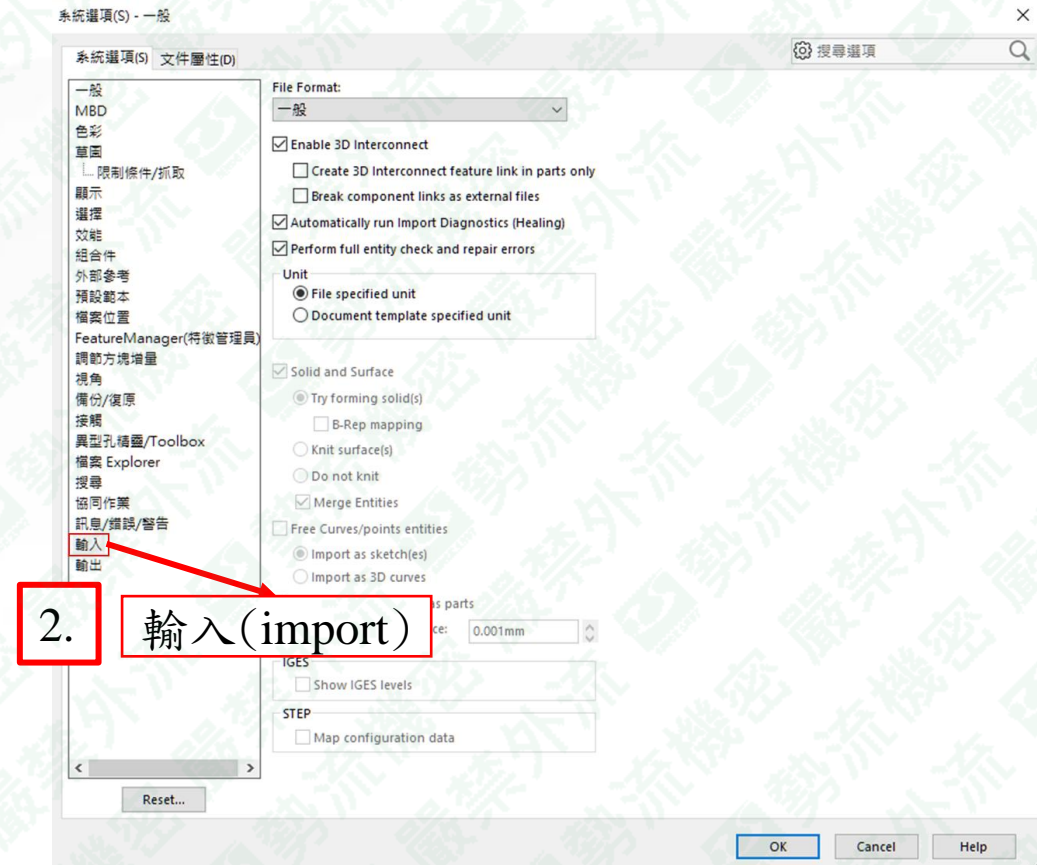 系統選項(S) - 一般
系統選項(S) 文件屬性(D)
搜尋選項
一般
MBD
色彩
草圖
限制條件/抓取
顯示
選擇
效能
組合件
外部參考
預設範本
檔案位置
FeatureManager(特徵管理員)
調節方塊增量
視角
備份/復原
接觸
異型孔精靈/Toolbox
檔案 Explorer
搜尋
協同作業
訊息/錯誤/警告
輸入
輸出
Reset...
File Format:
一般
Enable 3D Interconnect
Create 3D Interconnect feature link in parts only
Break component links as external files
Automatically run Import Diagnostics (Healing)
Perform full entity check and repair errors
Unit
File specified unit
Document template specified unit
Solid and Surface
Try forming solid(s)
B-Rep mapping
Knit surface(s)
Do not knit
Merge Entities
Free Curves/points entities
Import as sketch(es)
Import as 3D curves
as parts
0.001mm
2.
輸入(import)
IGES
Show IGES levels
STEP
Map configuration data
OK Cancel Help
嚴禁外流
機密